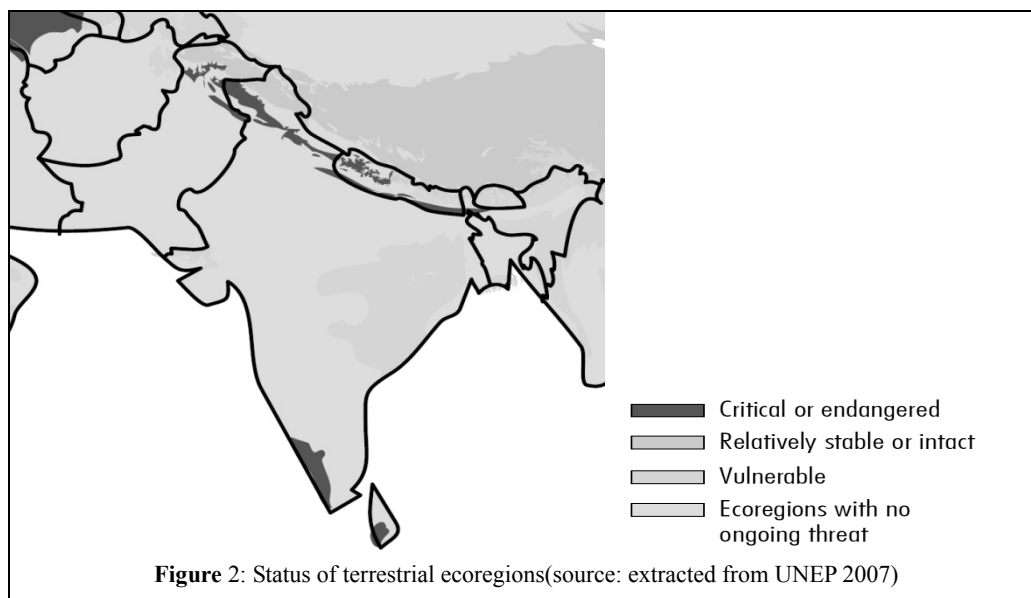 Critical or endangered
Relatively stable or intact
Vulnerable
Ecoregions with no
ongoing threat
Figure 2: Status of terrestrial ecoregions(source: extracted from UNEP 2007)